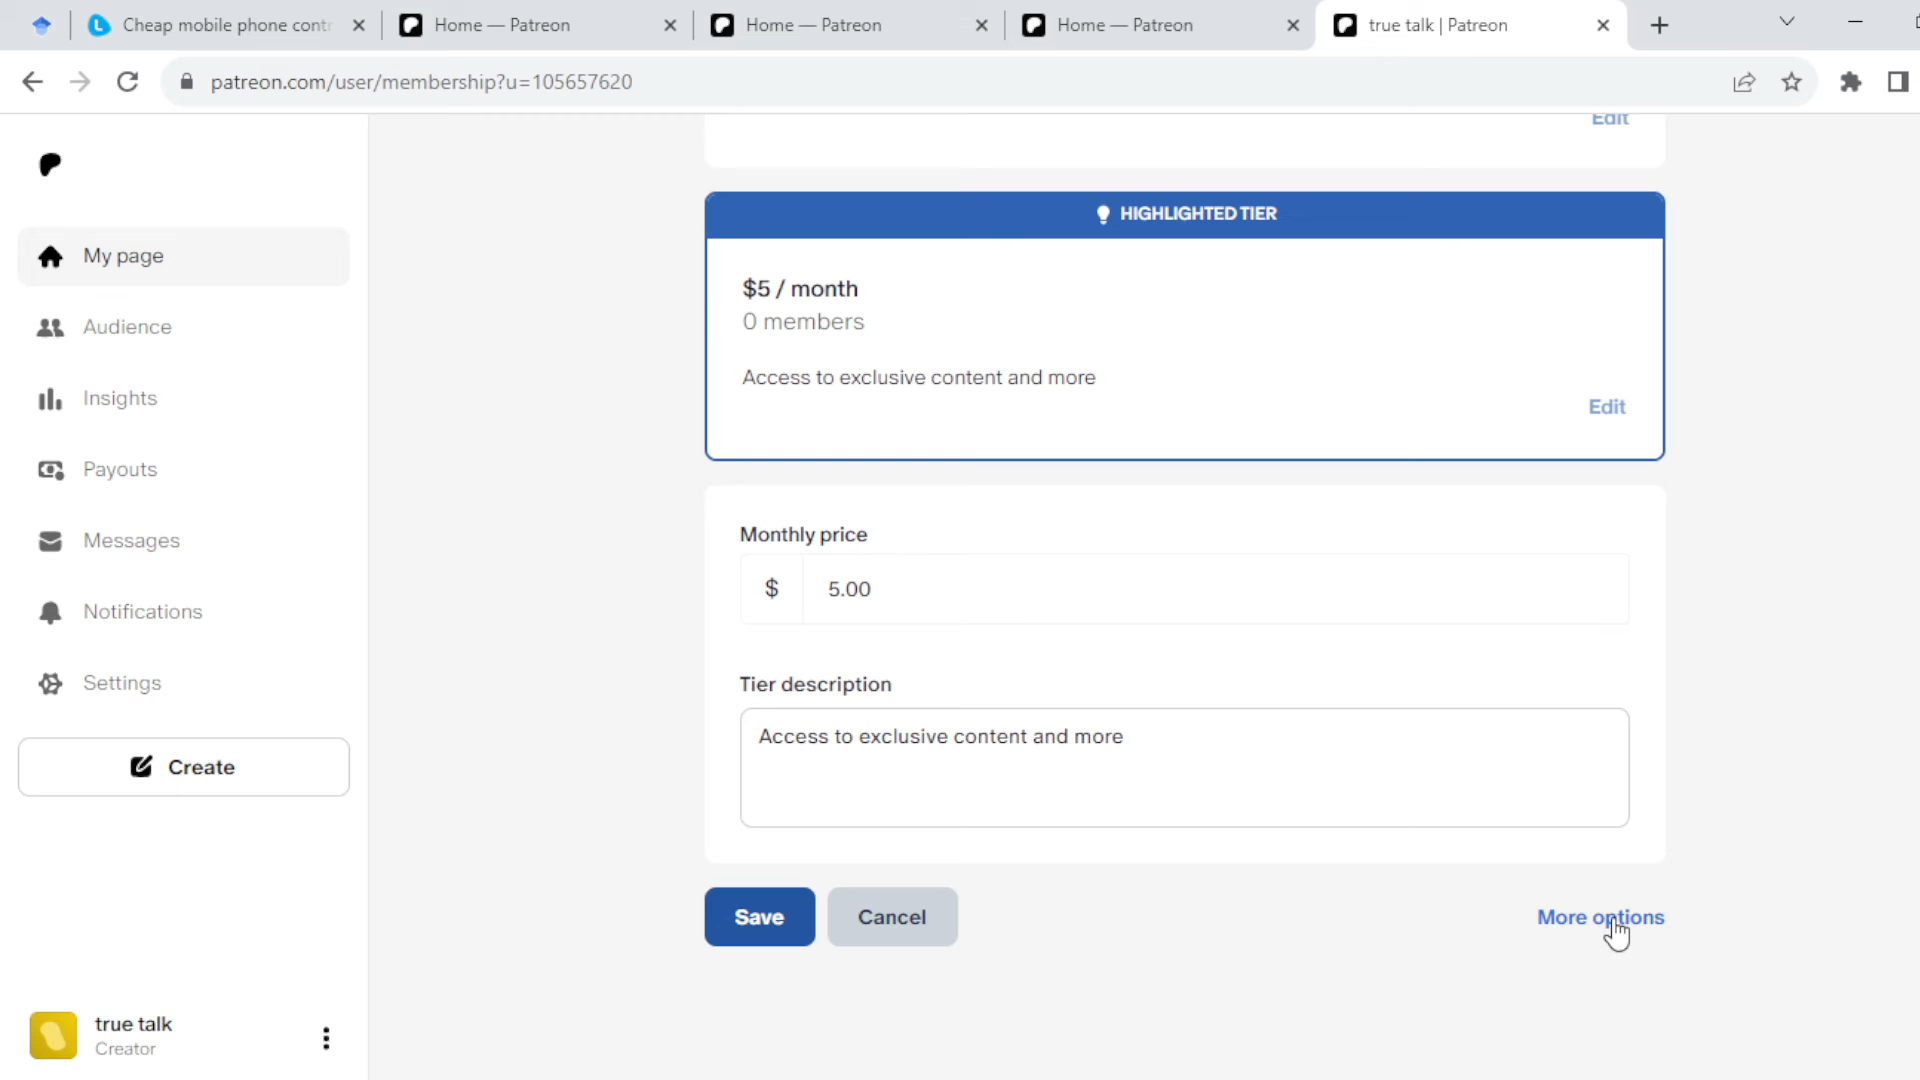 Cheap mobile phone contr
Home — Patreon
Home — Patreon
Home — Patreon
true talk | Patreon
patreon.com/user/membership?u=105657620
Edit
My page
Audience
Insights
Payouts
Messages
Notifications
Settings
Create
true talk
Creator
HIGHLIGHTED TIER
$5 / month
0 members
Access to exclusive content and more
Edit
Monthly price
$ 5.00
Tier description
Access to exclusive content and more
Save
Cancel
More options